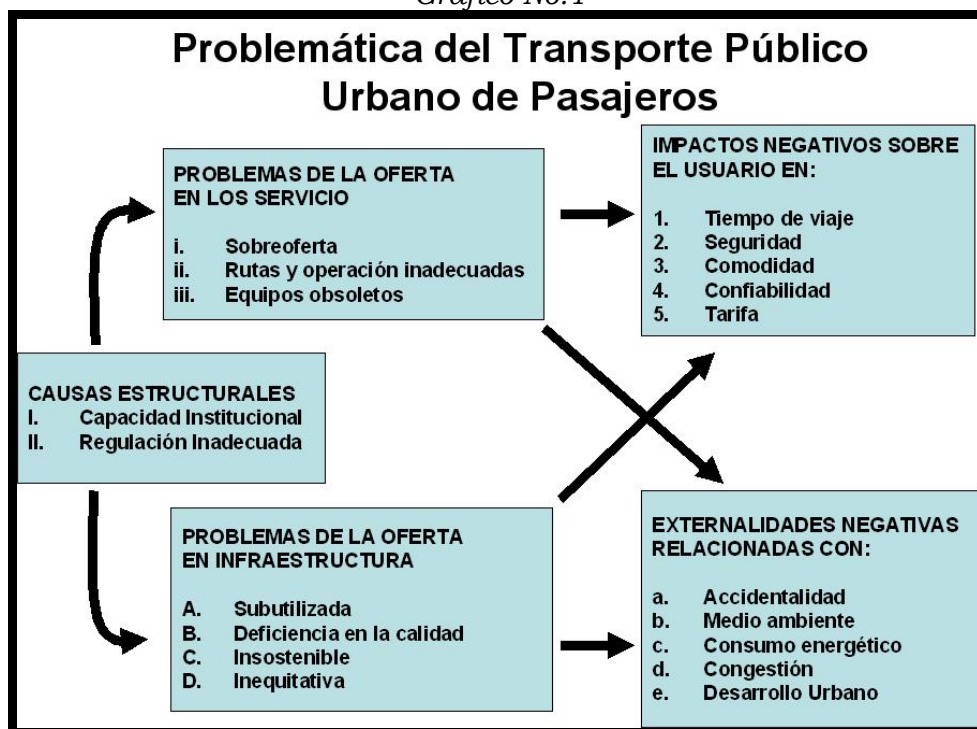 Gráfico No.1
Problemática del Transporte Público
Urbano de Pasajeros
PROBLEMAS DE LA OFERTA
EN LOS SERVICIO
i. Sobreoferta
ii. Rutas y operación inadecuadas
iii. Equipos obsoletos
IMPACTOS NEGATIVOS SOBRE
EL USUARIO EN:
1. Tiempo de viaje
2. Seguridad
3. Comodidad
4. Confiabilidad
5. Tarifa
CAUSAS ESTRUCTURALES
I. Capacidad Institucional
II. Regulación Inadecuada
PROBLEMAS DE LA OFERTA
EN INFRAESTRUCTURA
A. Subutilizada
B. Deficiencia en la calidad
C. Insostenible
D. Inequitativa
EXTERNALIDADES NEGATIVAS
RELACIONADAS CON:
a. Accidentalidad
b. Medio ambiente
c. Consumo energético
d. Congestión
e. Desarrollo Urbano